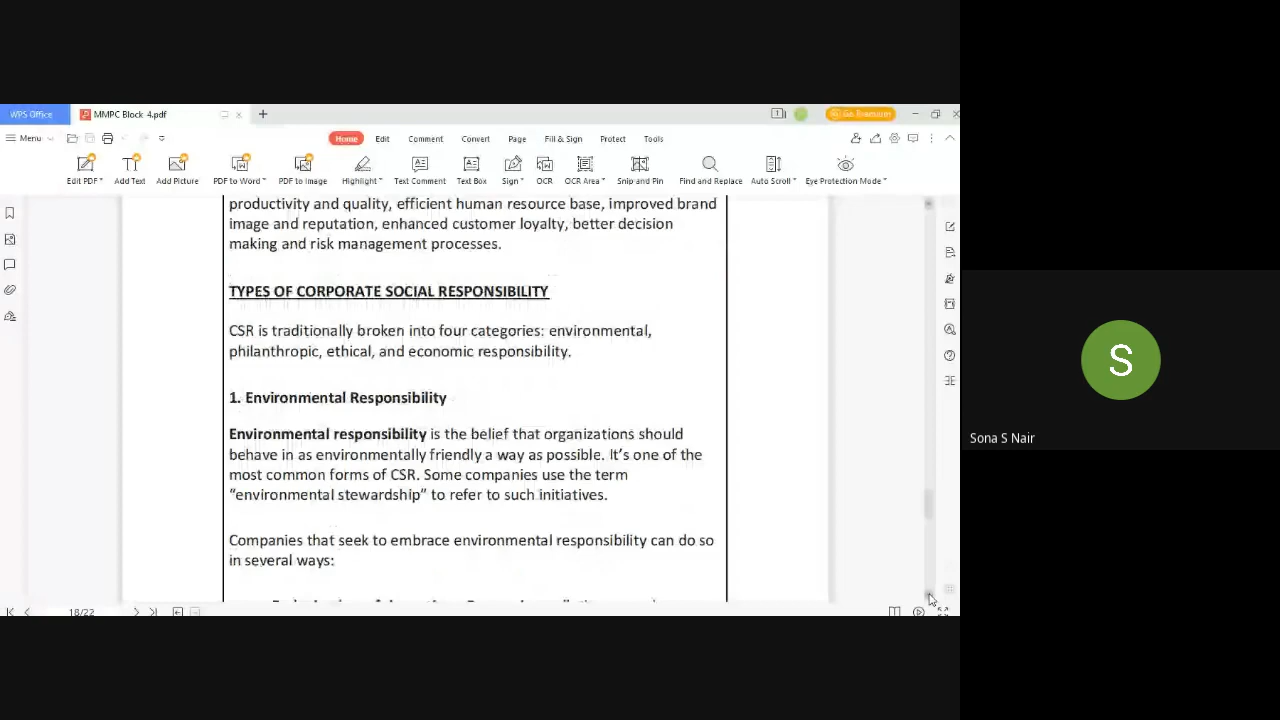 WPS Office
MMPC Block 4.pdf
Go Premium
Menu
Home
Edit
Comment
Convert
Page
Fill & Sign
Protect
Tools
Edit PDF
Add Text
Add Picture
PDF to Word
PDF to Image
Highlight
Text Comment
Text Box
Sign
OCR
OCR Area
Snip and Pin
Find and Replace
Auto Scroll
Eye Protection Mode
productivity and quality, efficient human resource base, improved brand
image and reputation, enhanced customer loyalty, better decision
making and risk management processes.
TYPES OF CORPORATE SOCIAL RESPONSIBILITY
CSR is traditionally broken into four categories: environmental,
philanthropic, ethical, and economic responsibility.
1. Environmental Responsibility
Environmental responsibility is the belief that organizations should
behave in as environmentally friendly a way as possible. It’s one of the
most common forms of CSR. Some companies use the term
“environmental stewardship” to refer to such initiatives.
Companies that seek to embrace environmental responsibility can do so
in several ways:
18/22
S
Sona S Nair